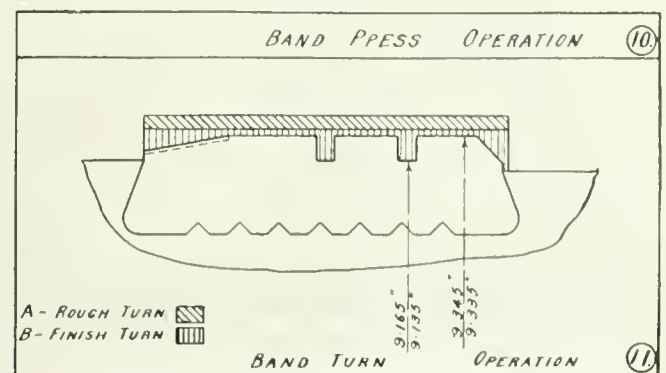 BAND PPESS OPERATION 10.
9.165"
9.135"
9.345"
9.335"
A - ROUGH TURN
B - FINISH TURN
BAND TURN OPERATION 11.